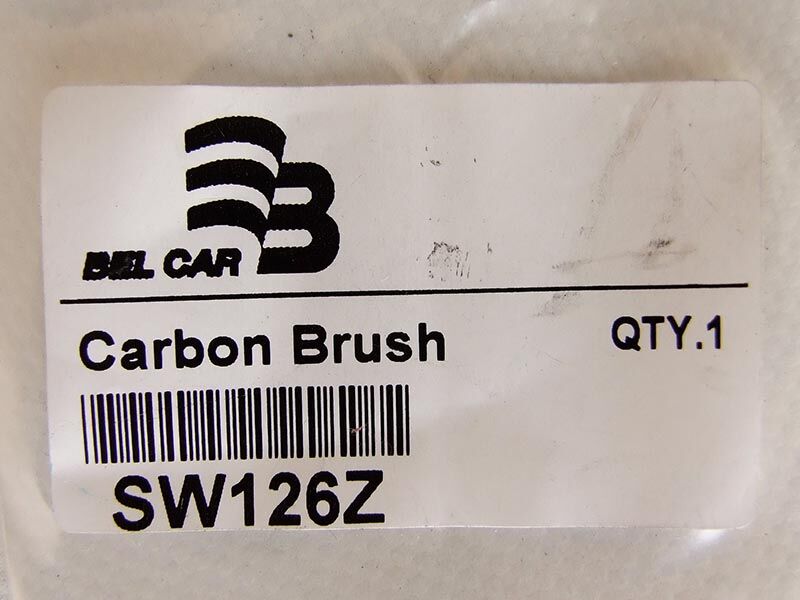 BEL CAR
Carbon Brush
QTY.1
SW126Z